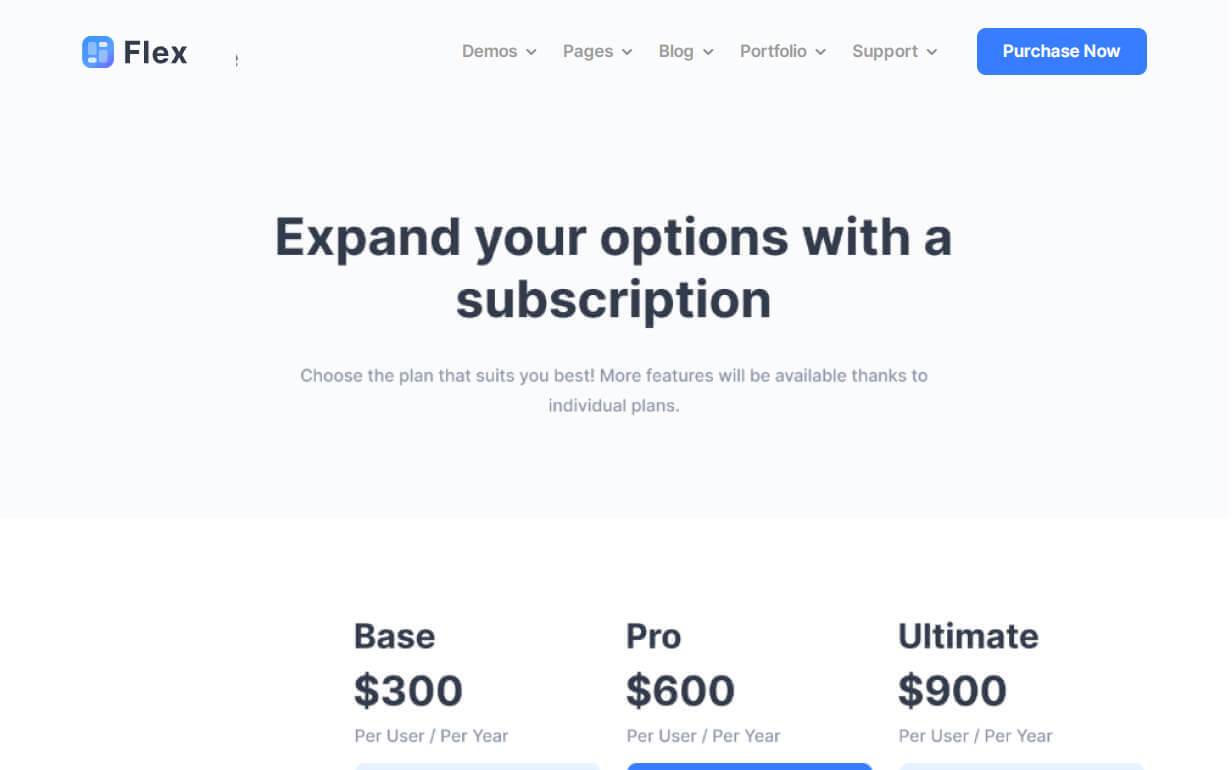 Flex
Demos Pages Blog Portfolio Support Purchase Now
Expand your options with a
subscription
Choose the plan that suits you best! More features will be available thanks to
individual plans.
Base Pro Ultimate
$300 $600 $900
Per User / Per Year Per User / Per Year Per User / Per Year